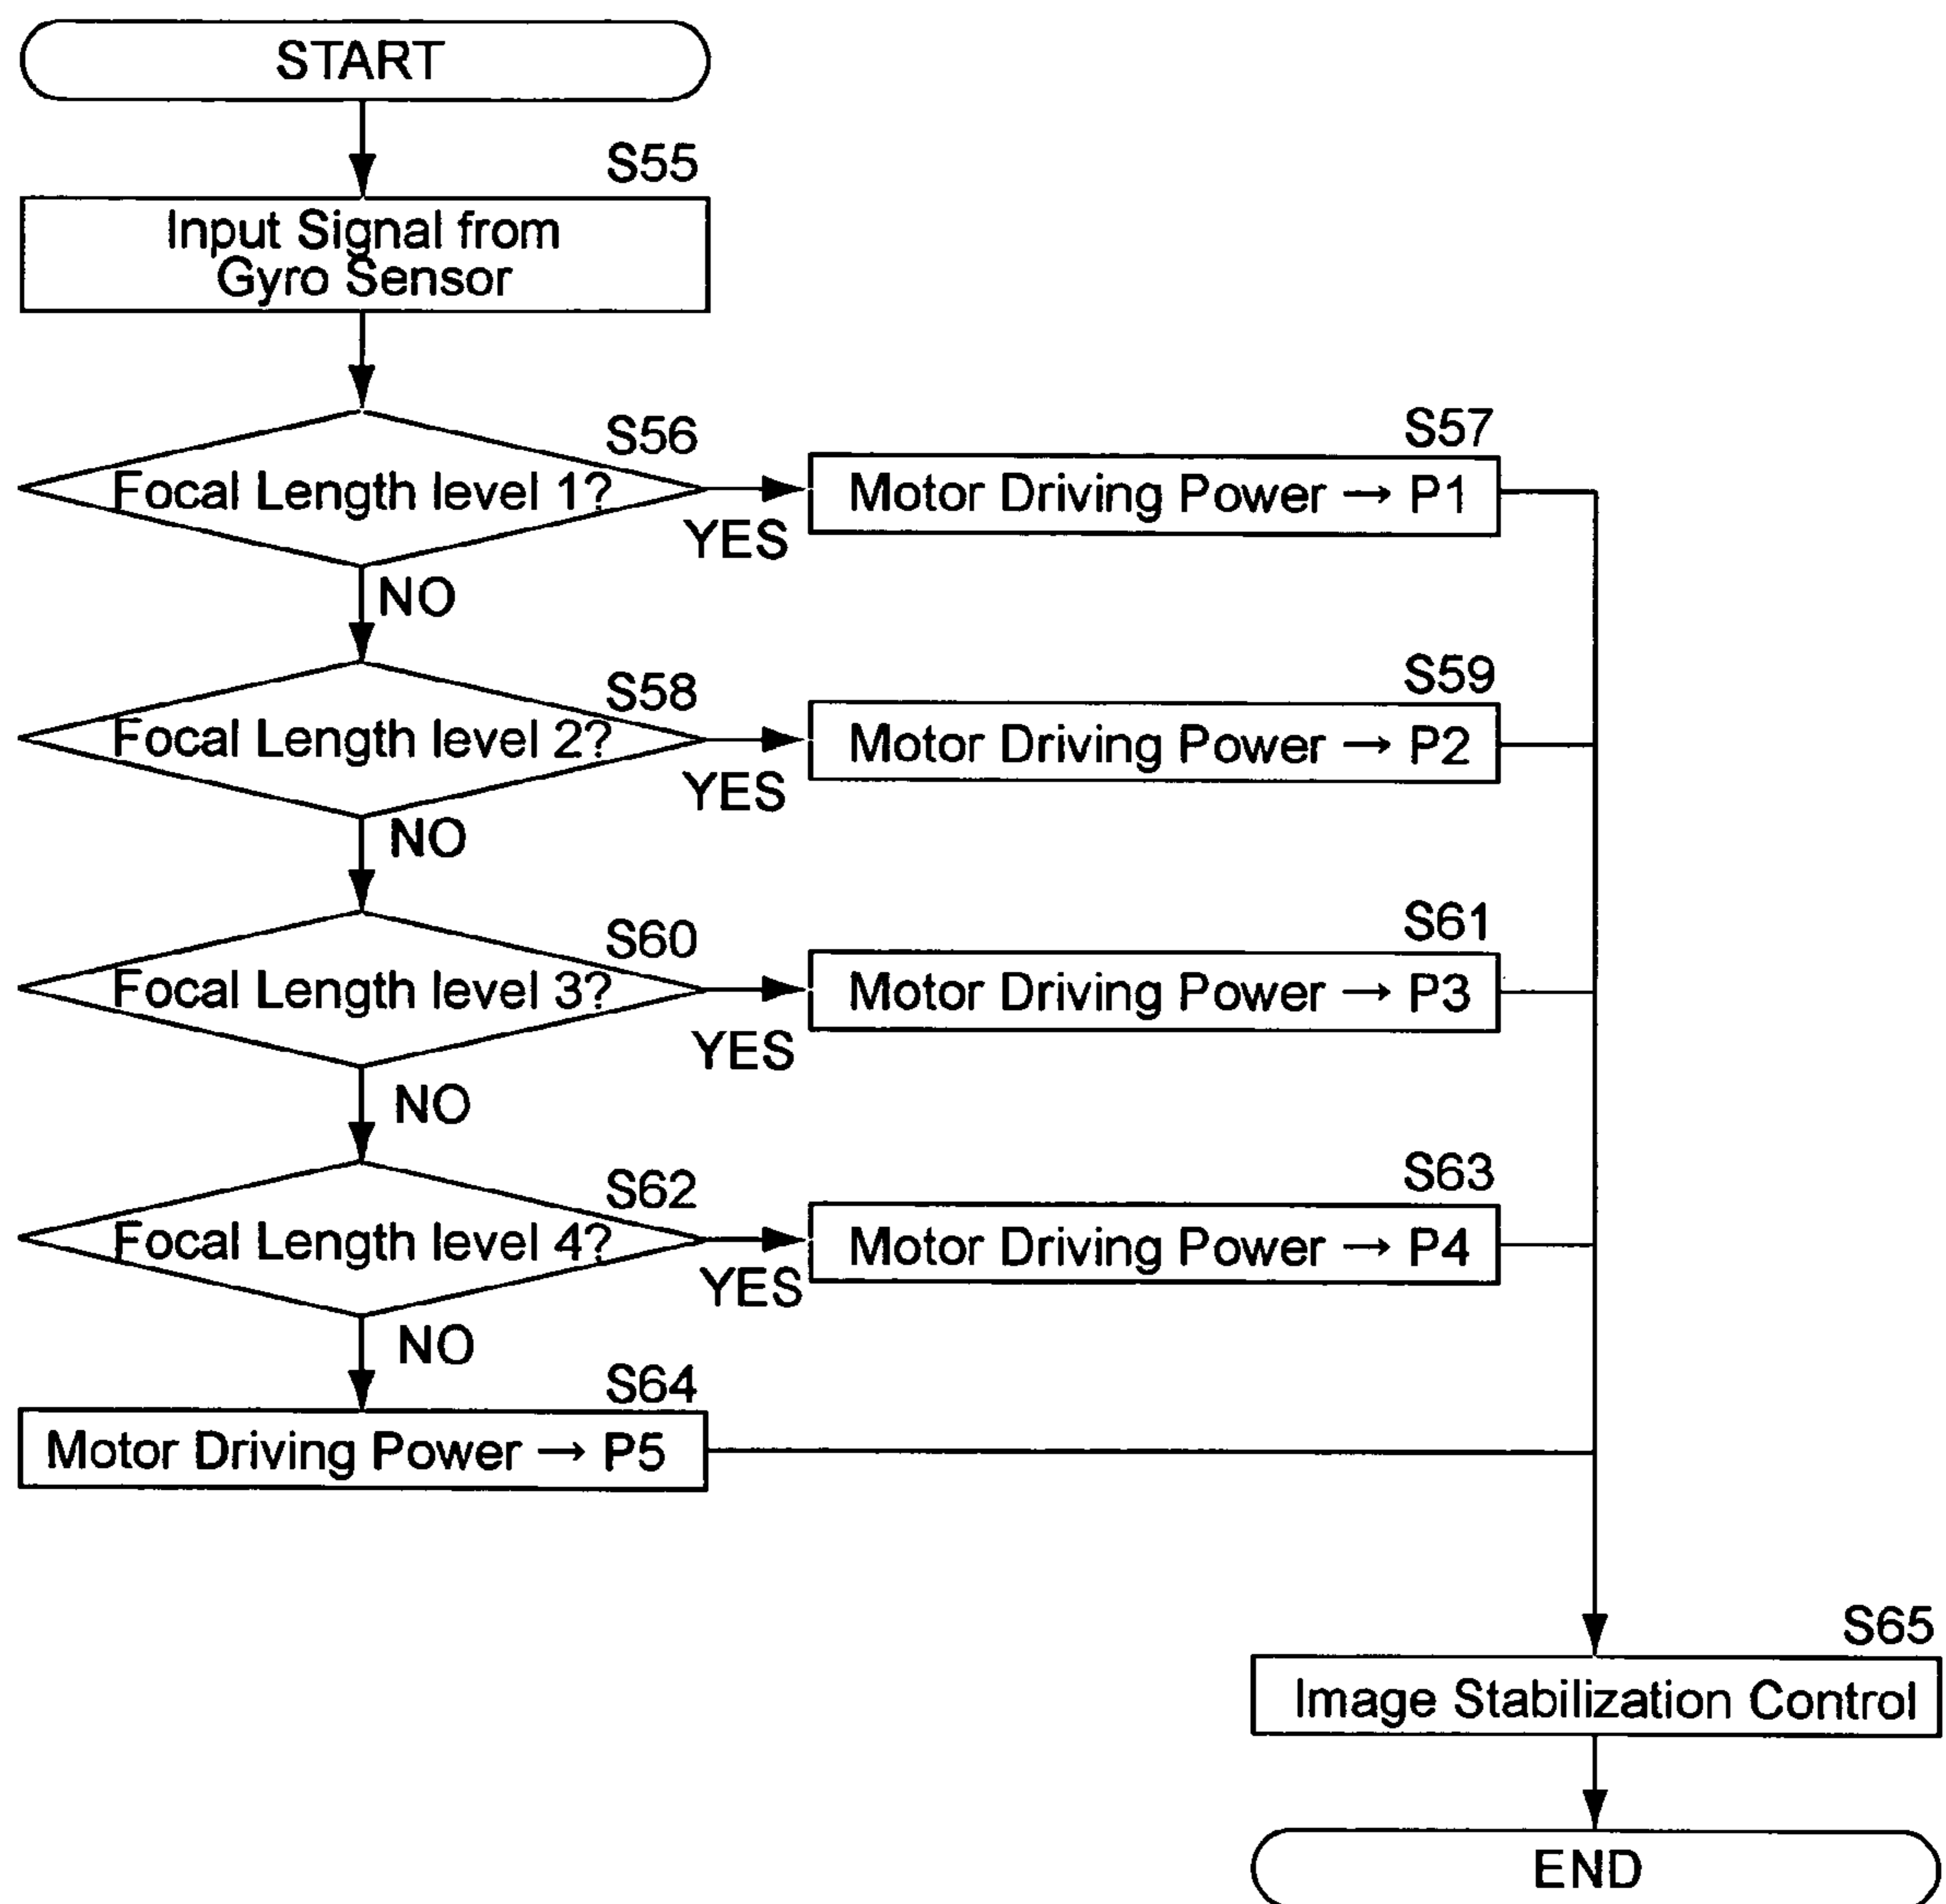 START
S55
Input Signal from
Gyro Sensor
S56
Focal Length level 1?
YES
S57
Motor Driving Power → P1
NO
S58
Focal Length level 2?
YES
S59
Motor Driving Power → P2
NO
S60
Focal Length level 3?
YES
S61
Motor Driving Power → P3
NO
S62
Focal Length level 4?
YES
S63
Motor Driving Power → P4
NO
S64
Motor Driving Power → P5
S65
Image Stabilization Control
END